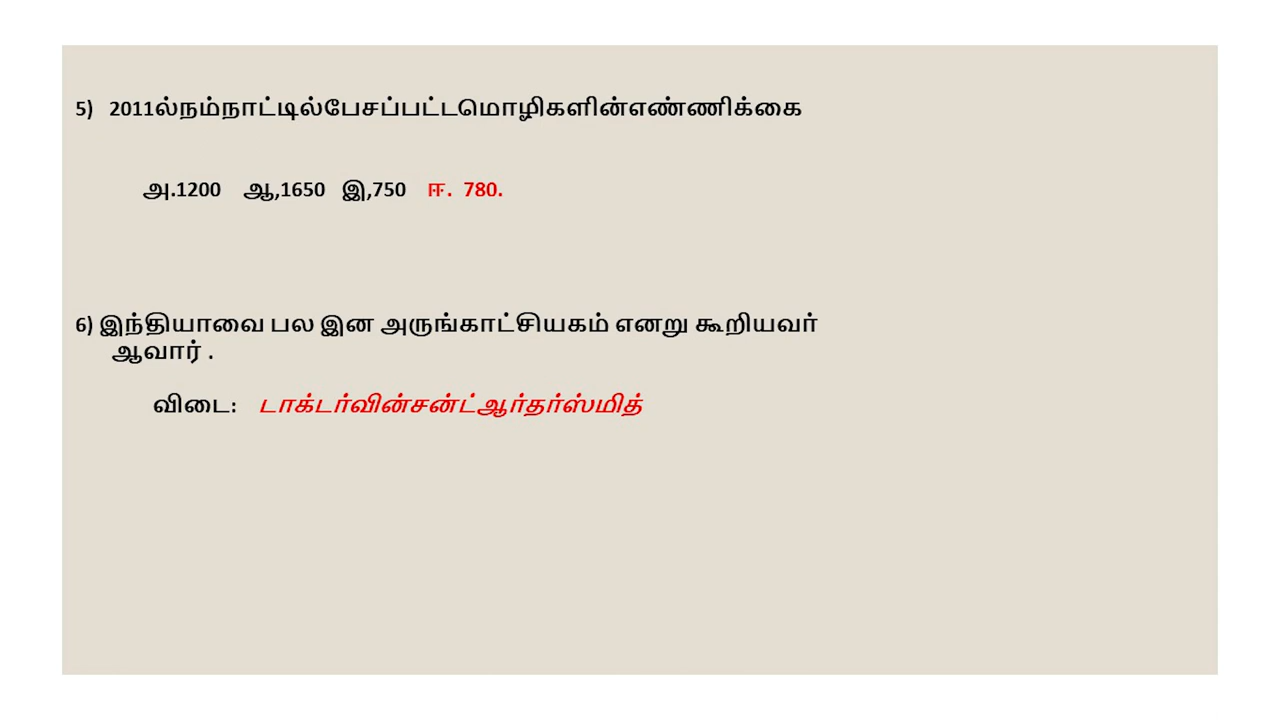 5) 2011ல்நம்நாட்டில்பேசப்பட்டமொழிகளின்எண்ணிக்கை
அ.1200 ஆ,1650 இ,750 ஈ. 780.
6) இந்தியாவை பல இன அருங்காட்சியகம் எனறு கூறியவர்
ஆவார் .
விடை: டாக்டர்வின்சன்ட்ஆர்தர்ஸ்மித்